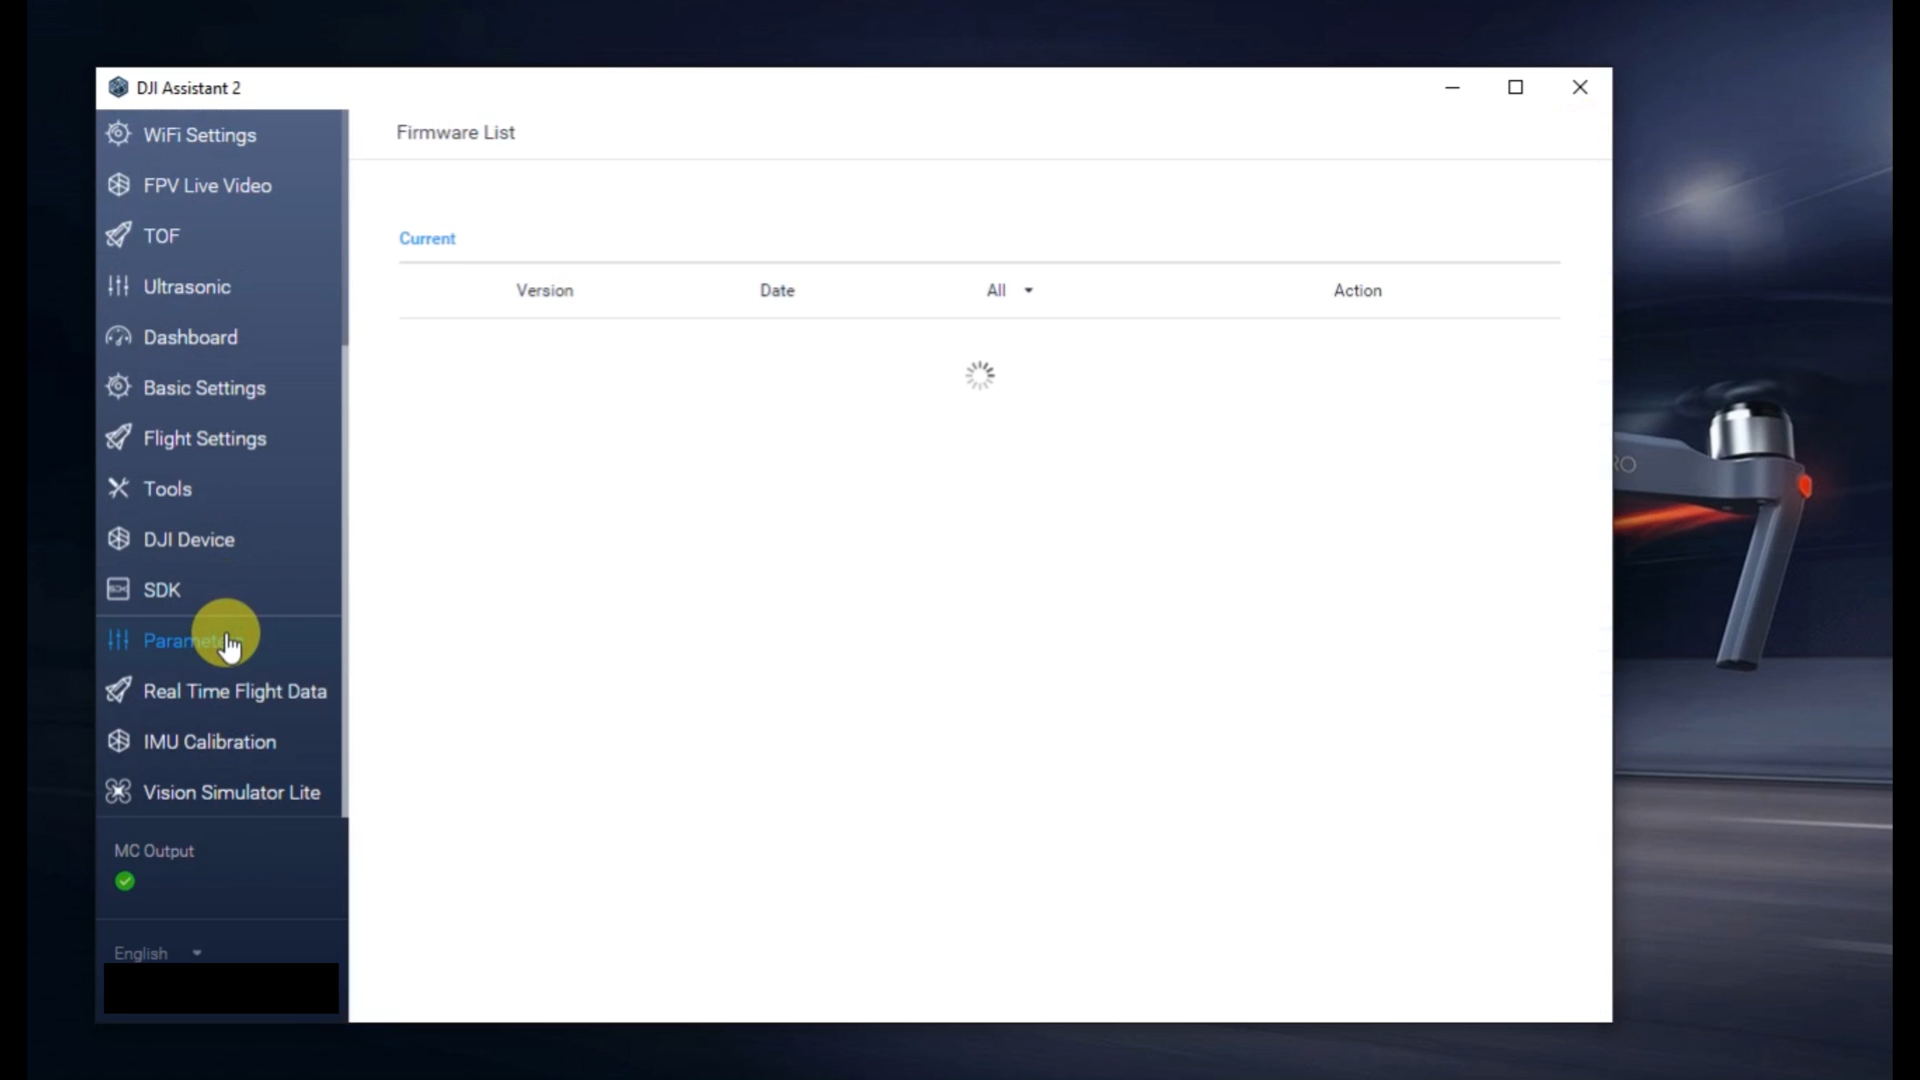 DJI Assistant 2
WiFi Settings
FPV Live Video
TOF
Ultrasonic
Dashboard
Basic Settings
Flight Settings
Tools
DJI Device
SDK
Parameters
Real Time Flight Data
IMU Calibration
Vision Simulator Lite
MC Output
English
Firmware List
Current
Version Date All Action
RO